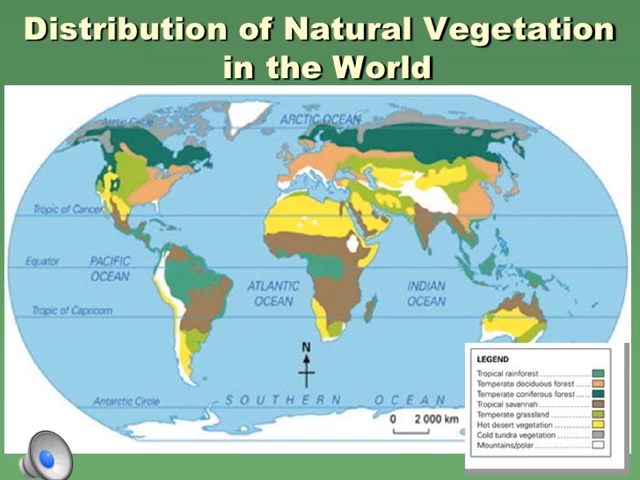 Distribution of Natural Vegetation
in the World
Arctic Circle
ARCTIC OCEAN
Tropic of Cancer
Equator
PACIFIC
OCEAN
ATLANTIC
OCEAN
INDIAN
OCEAN
Tropic of Capricorn
N
Antarctic Circle
SOUTHERN OCEAN
0 2 000 km
LEGEND
Tropical rainforest
Temperate deciduous forest
Temperate coniferous forest
Tropical savannah
Temperate grassland
Hot desert vegetation
Cold tundra vegetation
Mountains/polar